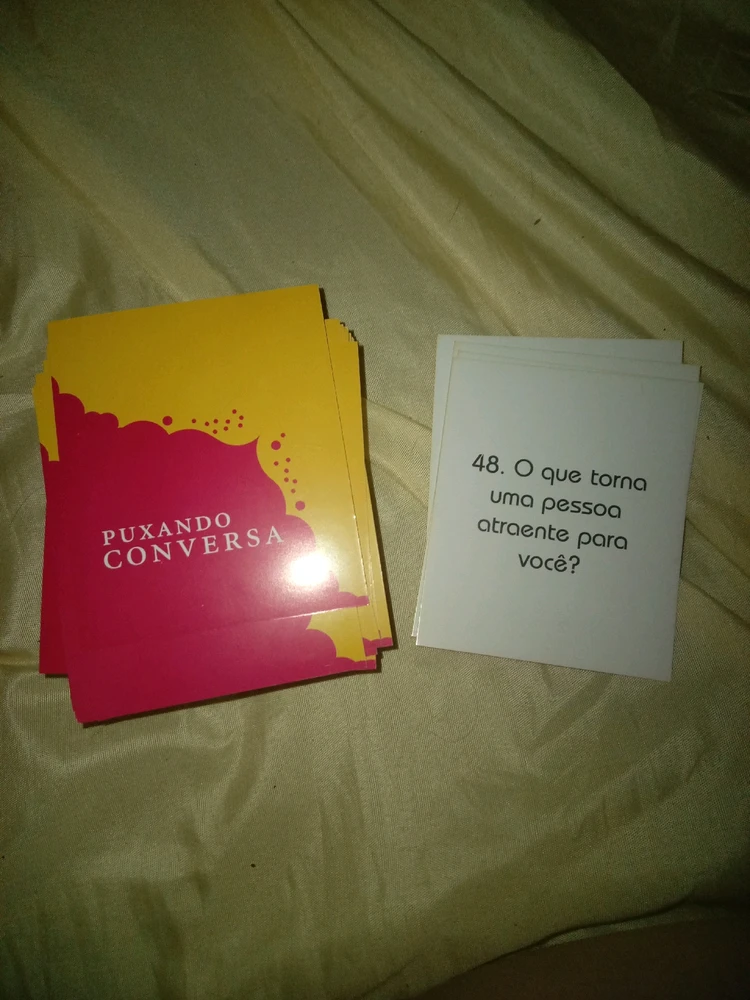 PUXANDO
CONVERSA
48. O que torna
uma pessoa
atraente para
você?